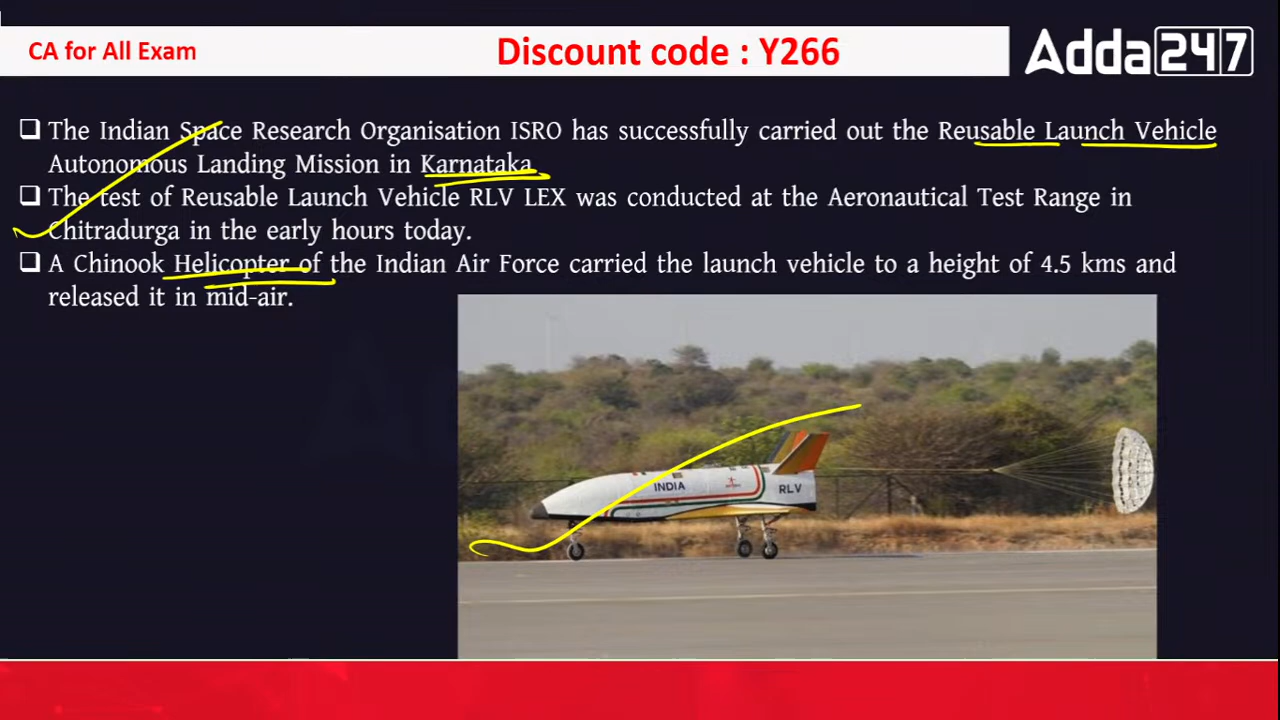 CA for All Exam
Discount code : Y266
Adda247
❑ The Indian Space Research Organisation ISRO has successfully carried out the Reusable Launch Vehicle
Autonomous Landing Mission in Karnataka.
❑ The test of Reusable Launch Vehicle RLV LEX was conducted at the Aeronautical Test Range in
Chitradurga in the early hours today.
❑ A Chinook Helicopter of the Indian Air Force carried the launch vehicle to a height of 4.5 kms and
released it in mid-air.
INDIA
RLV